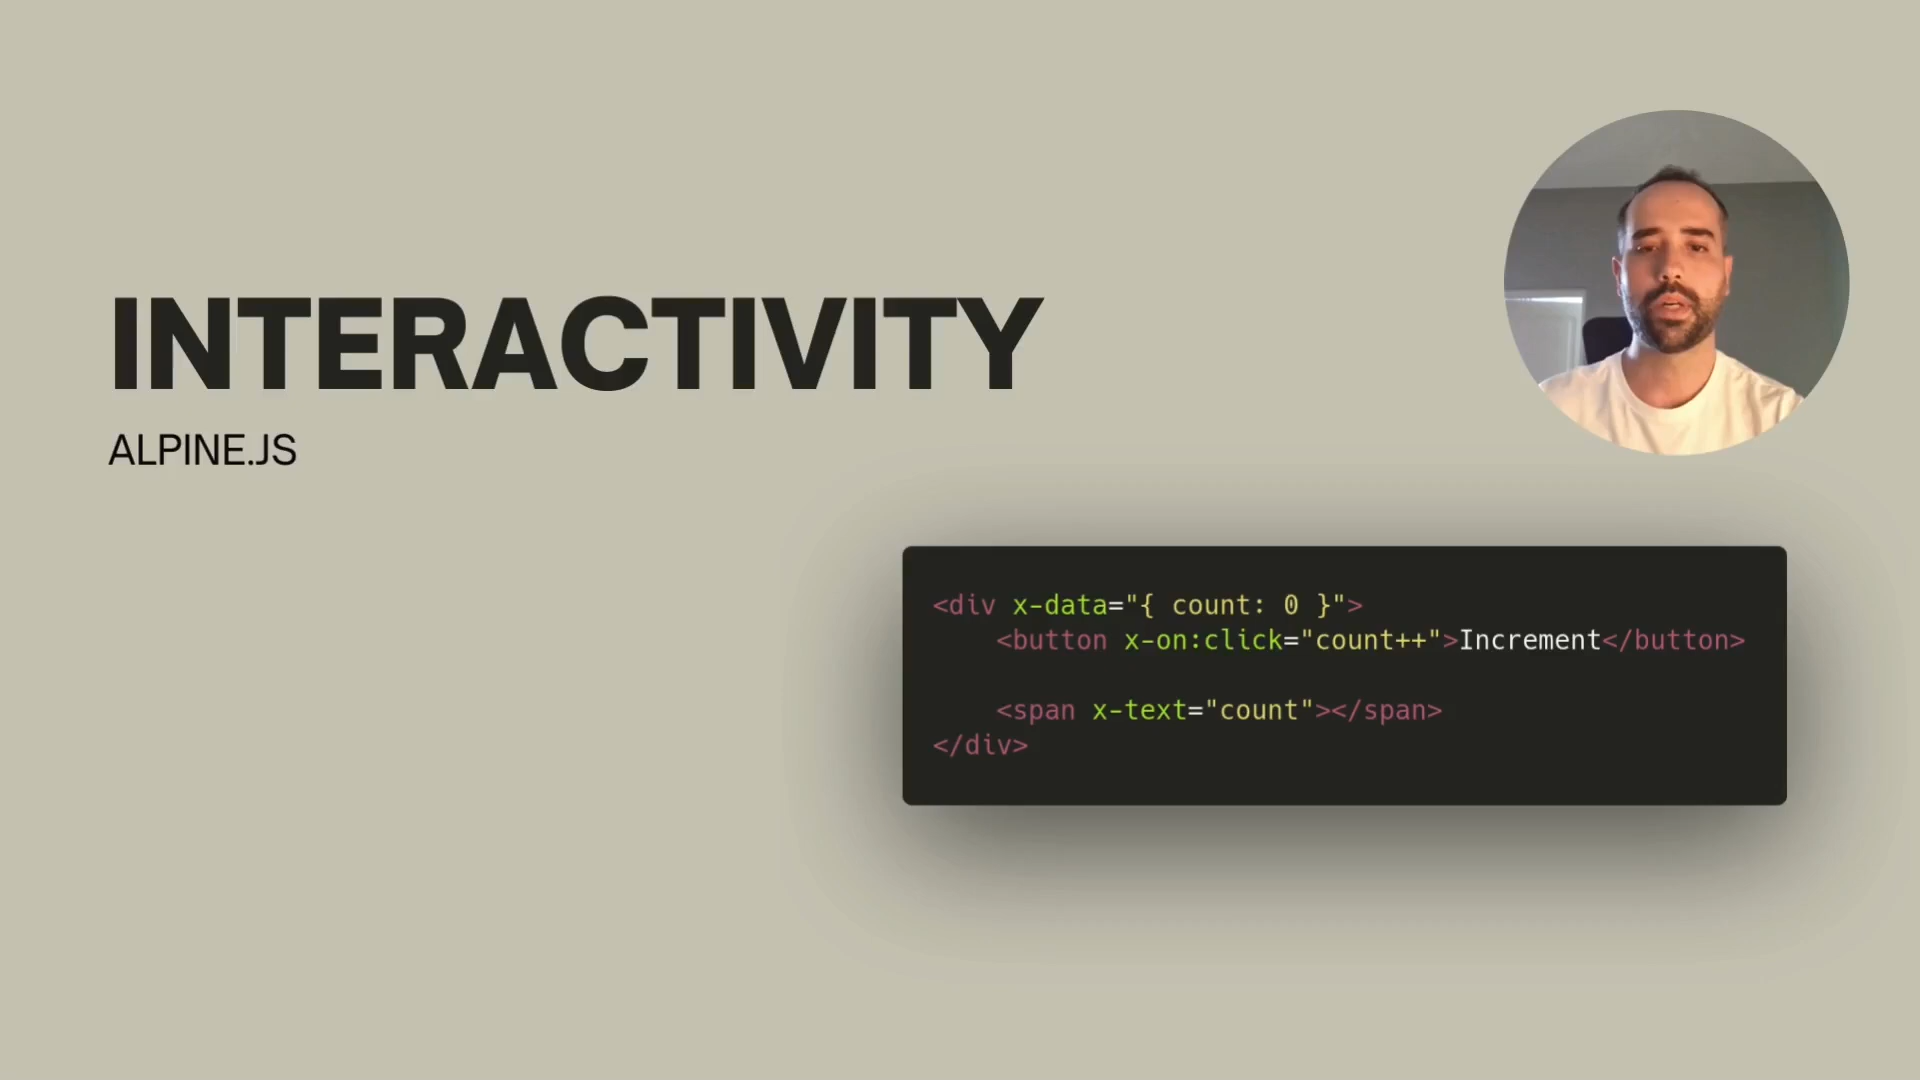 INTERACTIVITY
ALPINE.JS
<div x-data="{ count: 0 }">
    <button x-on:click="count++">Increment</button>

    <span x-text="count"></span>
</div>